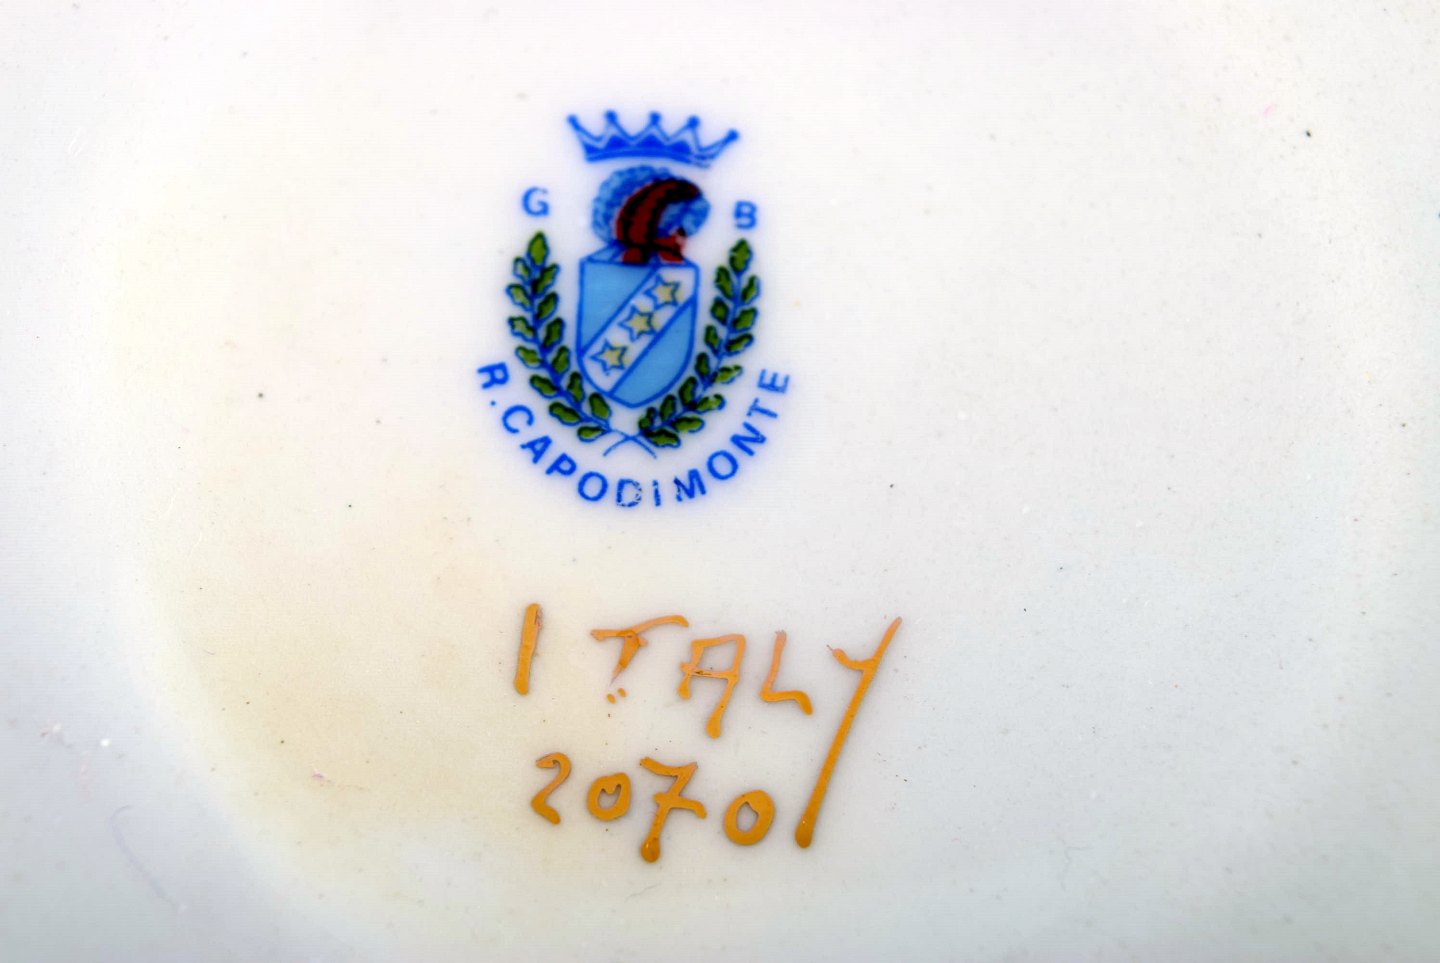 G B
R. CAPODIMONTE
ITALY
2070